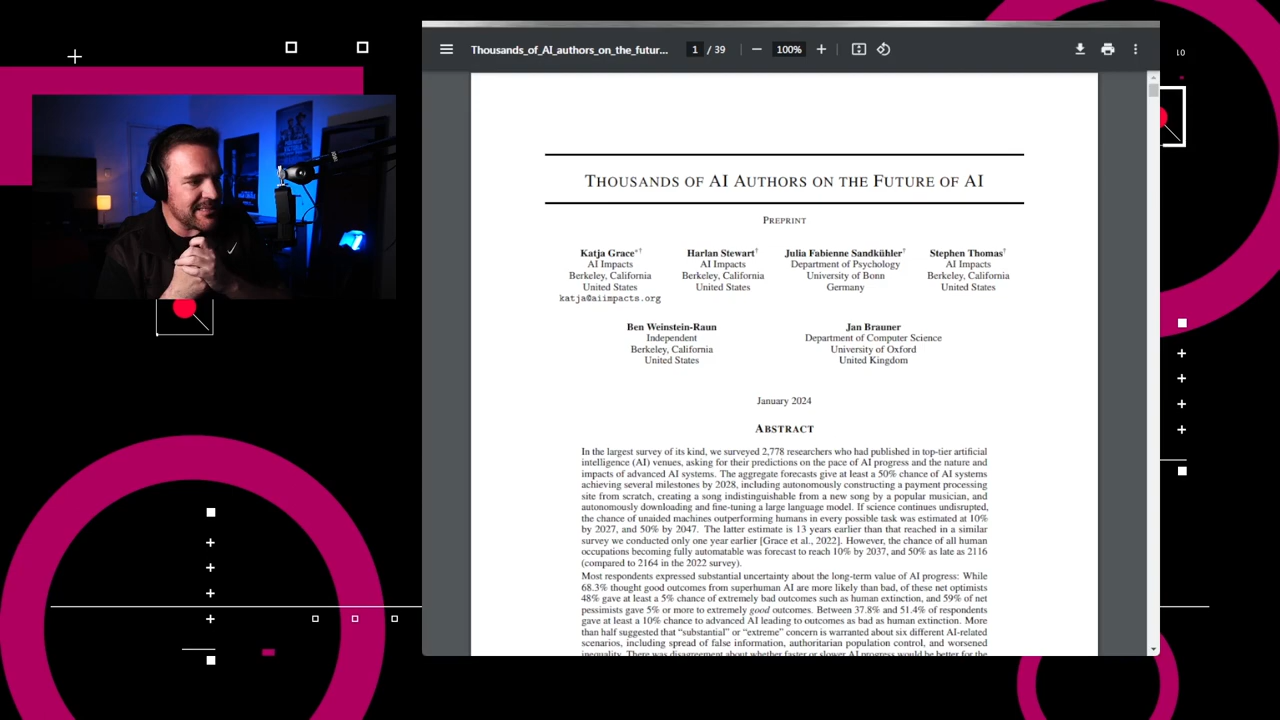 Thousands_of_AI_authors_on_the_futur...
1 / 39
100%
THOUSANDS OF AI AUTHORS ON THE FUTURE OF AI
PREPRINT
Katja Grace*† Harlan Stewart† Julia Fabienne Sandkühler† Stephen Thomas†
AI Impacts AI Impacts Department of Psychology AI Impacts
Berkeley, California Berkeley, California University of Bonn Berkeley, California
United States United States Germany United States
katja@aiimpacts.org
Ben Weinstein-Raun Jan Brauner
Independent Department of Computer Science
Berkeley, California University of Oxford
United States United Kingdom
January 2024
ABSTRACT
In the largest survey of its kind, we surveyed 2,778 researchers who had published in top-tier artificial
intelligence (AI) venues, asking for their predictions on the pace of AI progress and the nature and
impacts of advanced AI systems. The aggregate forecasts give at least a 50% chance of AI systems
achieving several milestones by 2028, including autonomously constructing a payment processing
site from scratch, creating a song indistinguishable from a new song by a popular musician, and
autonomously downloading and fine-tuning a large language model. If science continues undisrupted,
the chance of unaided machines outperforming humans in every possible task was estimated at 10%
by 2027, and 50% by 2047. The latter estimate is 13 years earlier than that reached in a similar
survey we conducted only one year earlier [Grace et al., 2022]. However, the chance of all human
occupations becoming fully automatable was forecast to reach 10% by 2037, and 50% as late as 2116
(compared to 2164 in the 2022 survey).
Most respondents expressed substantial uncertainty about the long-term value of AI progress: While
68.3% thought good outcomes from superhuman AI are more likely than bad, of these net optimists
48% gave at least a 5% chance of extremely bad outcomes such as human extinction, and 59% of net
pessimists gave 5% or more to extremely good outcomes. Between 37.8% and 51.4% of respondents
gave at least a 10% chance to advanced AI leading to outcomes as bad as human extinction. More
than half suggested that “substantial” or “extreme” concern is warranted about six different AI-related
scenarios, including spread of false information, authoritarian population control, and worsened
inequality. There was disagreement about whether faster or slower AI progress would be better for the